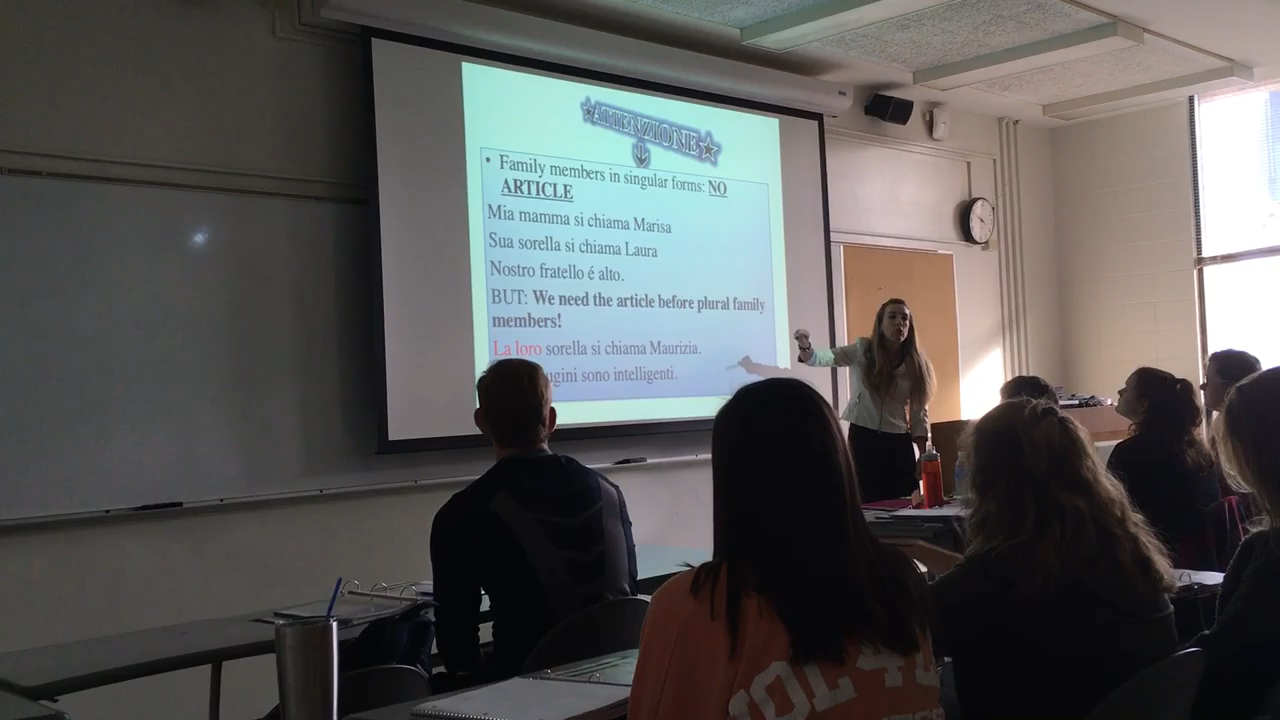 ATTENZIONE
• Family members in singular forms: NO
ARTICLE
Mia mamma si chiama Marisa
Sua sorella si chiama Laura
Nostro fratello é alto.
BUT: We need the article before plural family
members!
La loro sorella si chiama Maurizia.
sono intelligenti.